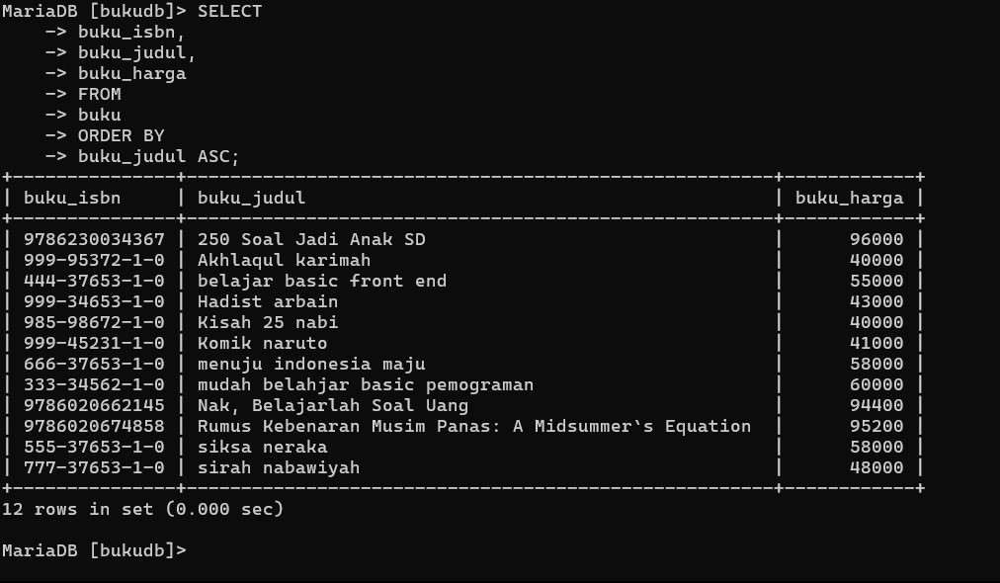 MariaDB [bukudb]> SELECT
    -> buku_isbn,
    -> buku_judul,
    -> buku_harga
    -> FROM
    -> buku
    -> ORDER BY
    -> buku_judul ASC;
+---------------+-------------------------------------------------------+------------+
| buku_isbn     | buku_judul                                            | buku_harga |
+---------------+-------------------------------------------------------+------------+
| 9786230034367 | 250 Soal Jadi Anak SD                                 |      96000 |
| 999-95372-1-0 | Akhlaqul karimah                                      |      40000 |
| 444-37653-1-0 | belajar basic front end                               |      55000 |
| 999-34653-1-0 | Hadist arbain                                         |      43000 |
| 985-98672-1-0 | Kisah 25 nabi                                         |      40000 |
| 999-45231-1-0 | Komik naruto                                          |      41000 |
| 666-37653-1-0 | menuju indonesia maju                                 |      58000 |
| 333-34562-1-0 | mudah belahjar basic pemograman                       |      60000 |
| 9786020662145 | Nak, Belajarlah Soal Uang                             |      94400 |
| 9786020674858 | Rumus Kebenaran Musim Panas: A Midsummer`s Equation   |      95200 |
| 555-37653-1-0 | siksa neraka                                          |      58000 |
| 777-37653-1-0 | sirah nabawiyah                                       |      48000 |
+---------------+-------------------------------------------------------+------------+
12 rows in set (0.000 sec)
MariaDB [bukudb]>